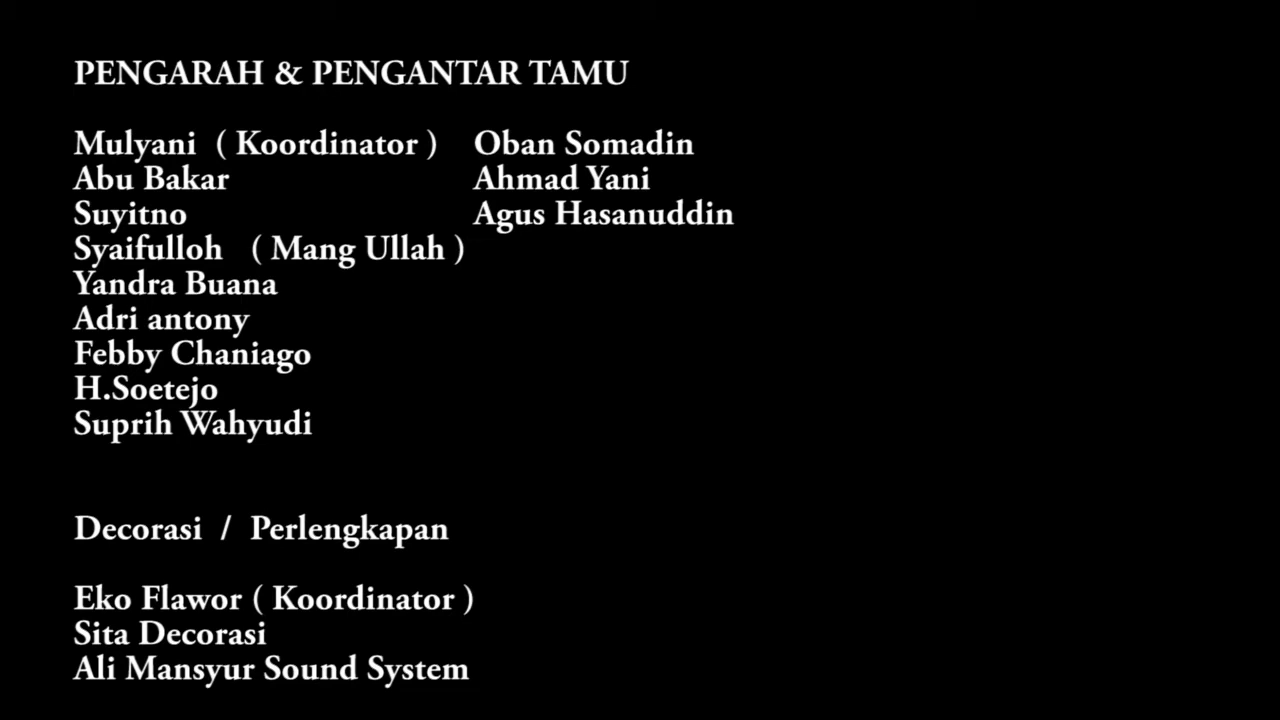 PENGARAH & PENGANTAR TAMU
Mulyani ( Koordinator )
Abu Bakar
Suyitno
Syaifulloh ( Mang Ullah )
Yandra Buana
Adri antony
Febby Chaniago
H.Soetejo
Suprih Wahyudi
Oban Somadin
Ahmad Yani
Agus Hasanuddin
Decorasi / Perlengkapan
Eko Flawor ( Koordinator )
Sita Decorasi
Ali Mansyur Sound System